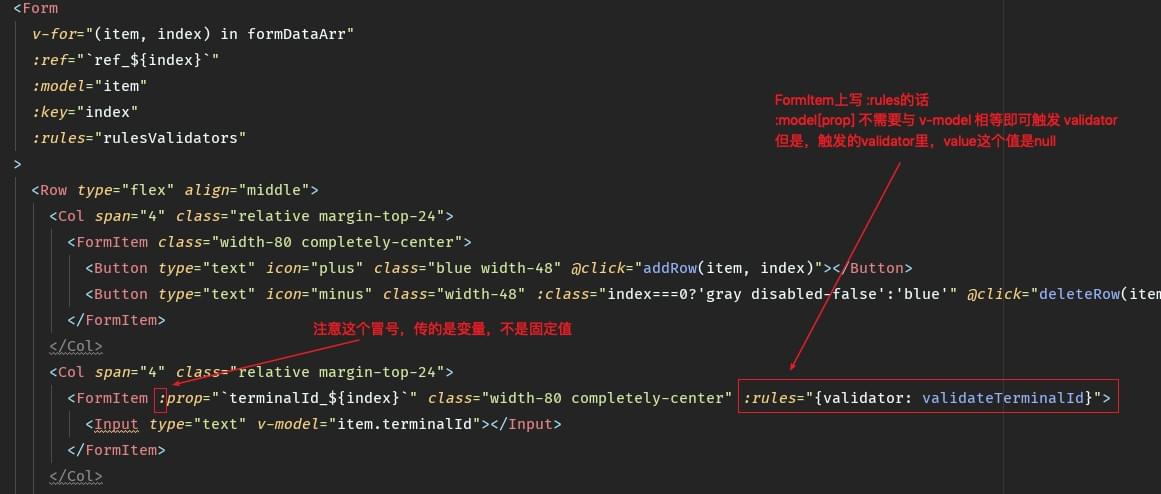 <Form
v-for="(item, index) in formDataArr"
:ref="`ref_${index}`"
:model="item"
:key="index"
:rules="rulesValidators"
>
FormItem上写 :rules的话
:model[prop] 不需要与 v-model 相等即可触发 validator
但是，触发的validator里，value这个值是null
<Row type="flex" align="middle">
<Col span="4" class="relative margin-top-24">
<FormItem class="width-80 completely-center">
<Button type="text" icon="plus" class="blue width-48" @click="addRow(item, index)"></Button>
<Button type="text" icon="minus" class="width-48" :class="index===0?'gray disabled-false':'blue'" @click="deleteRow(item
</FormItem>
注意这个冒号，传的是变量，不是固定值
</Col>
<Col span="4" class="relative margin-top-24">
<FormItem :prop="`terminalId_${index}`" class="width-80 completely-center" :rules="{validator: validateTerminalId}">
<Input type="text" v-model="item.terminalId"></Input>
</FormItem>
</Col>